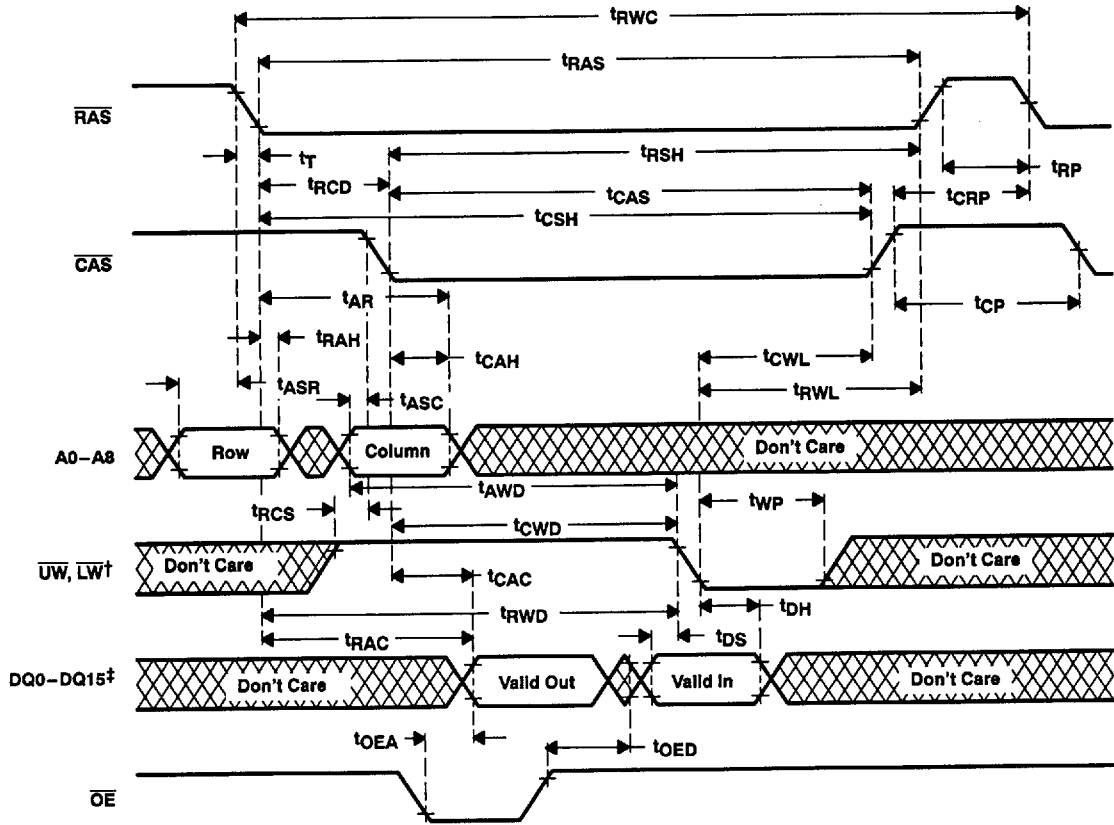 tRWC
tRAS
RAS
tRSH
tT
tRP
tRCD
tCAS
tCRP
tCSH
CAS
tAR
tCP
tRAH
tCAH
tCWL
tASR
tASC
tRWL
A0–A8
Row
Column
Don't Care
tAWD
tWP
tRCS
tCWD
UW, LW†
Don't Care
Don't Care
tCAC
tRWD
tDH
tRAC
tDS
DQ0–DQ15‡
Don't Care
Valid Out
Valid In
Don't Care
tOEA
tOED
OE